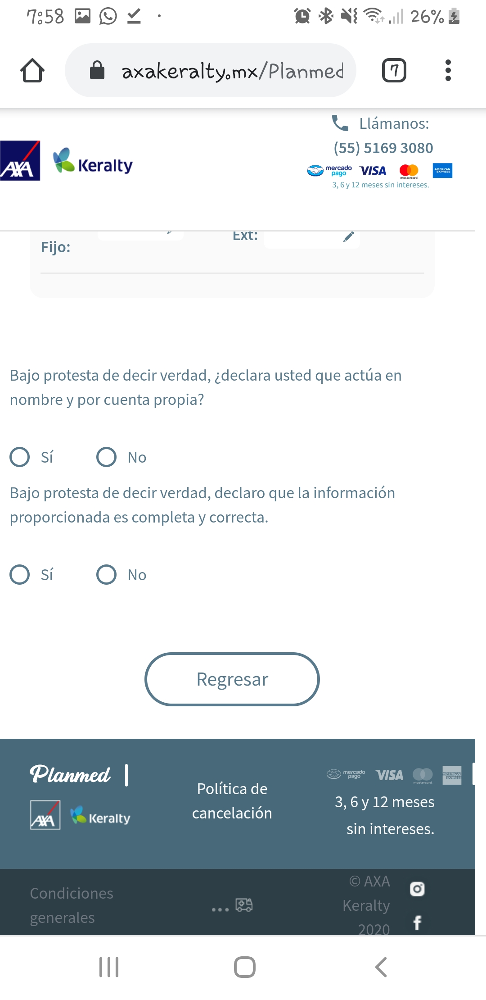 7:58
26%
axakeralty.mx/Planmed
7
Llámanos:
(55) 5169 3080
AXA
Keralty
mercado pago VISA mastercard AMERICAN EXPRESS
3, 6 y 12 meses sin intereses.
Ext:
Fijo:
Bajo protesta de decir verdad, ¿declara usted que actúa en
nombre y por cuenta propia?
Sí No
Bajo protesta de decir verdad, declaro que la información
proporcionada es completa y correcta.
Sí No
Regresar
Planmed
AXA Keralty
Política de
cancelación
mercado pago VISA mastercard AMERICAN EXPRESS
3, 6 y 12 meses
sin intereses.
Condiciones
generales
...
© AXA
Keralty
2020